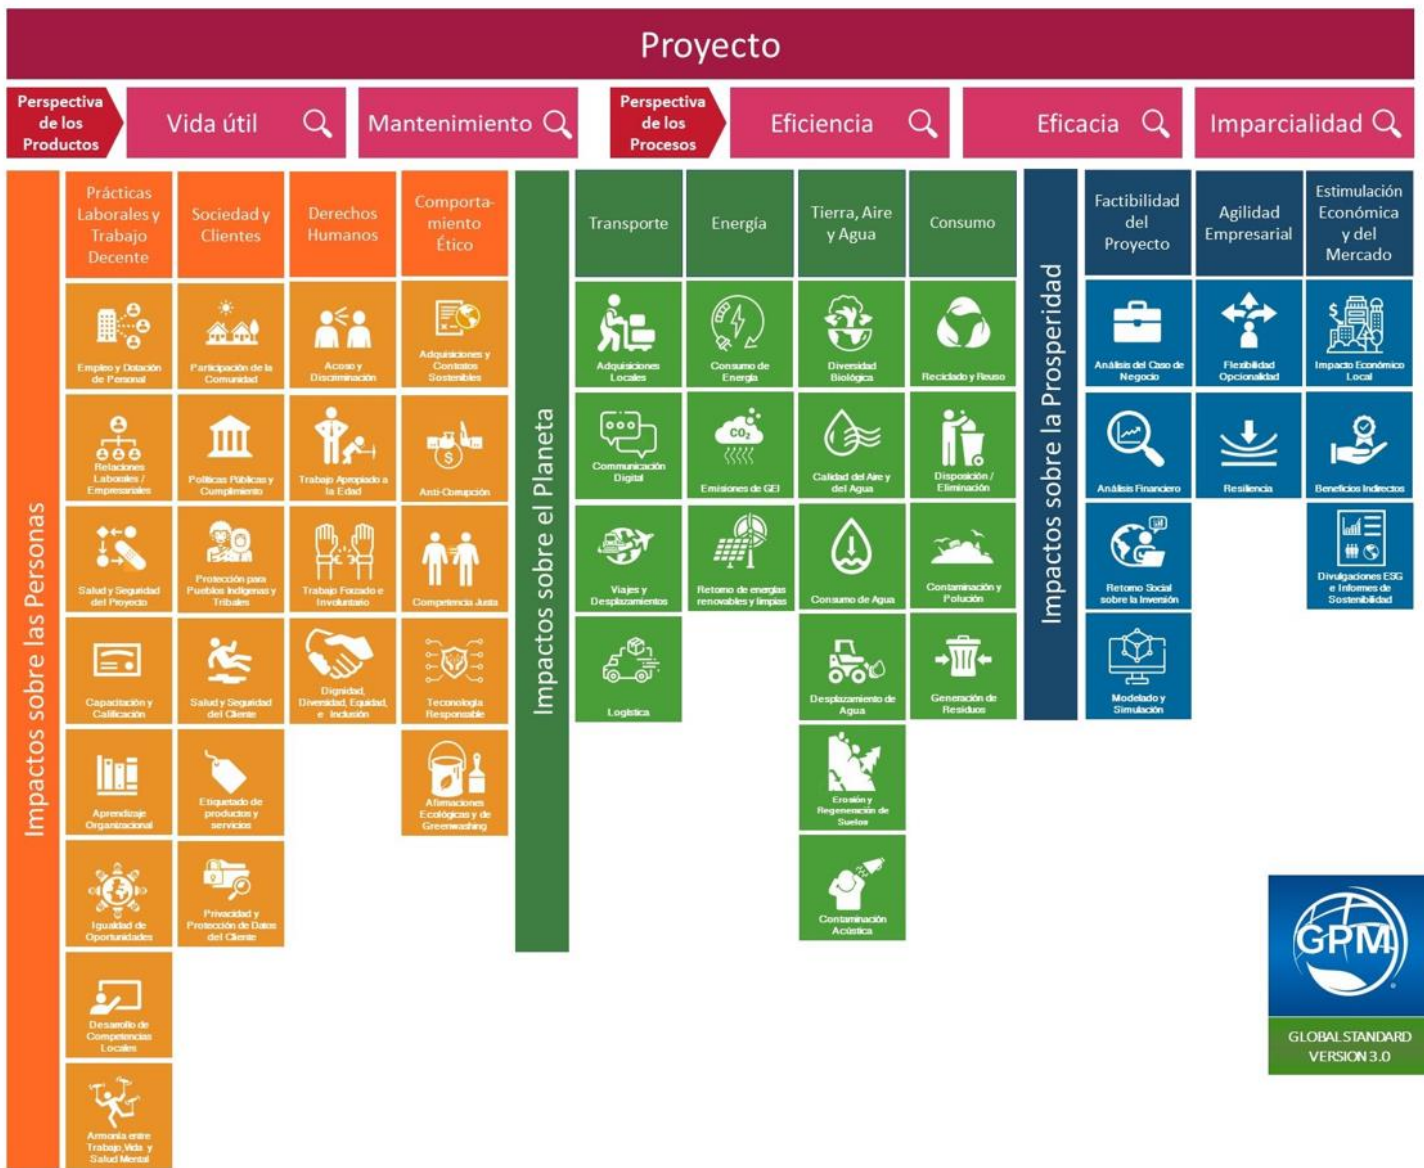 Proyecto
Perspectiva
de los
Productos
Vida útil
Mantenimiento
Perspectiva
de los
Procesos
Eficiencia
Eficacia
Imparcialidad
Impactos sobre las Personas
Prácticas
Laborales y
Trabajo
Decente
Empleo y Dotación
de Personal
Relaciones
Laborales /
Empresariales
Salud y Seguridad
del Proyecto
Capacitación y
Calificación
Aprendizaje
Organizacional
Igualdad de
Oportunidades
Desarrollo de
Competencias
Locales
Armonía entre
Trabajo, Vida y
Salud Mental
Sociedad y
Clientes
Participación de la
Comunidad
Políticas Públicas y
Cumplimiento
Protección para
Pueblos Indígenas y
Tribales
Salud y Seguridad
del Cliente
Etiquetado de
productos y
servicios
Privacidad y
Protección de Datos
del Cliente
Derechos
Humanos
Acoso y
Discriminación
Trabajo Apropiado a
la Edad
Trabajo Forzado e
Involuntario
Dignidad,
Diversidad, Equidad,
e Inclusión
Comporta-
miento
Ético
Adquisiciones y
Contratos
Sostenibles
Anti-Corrupción
Competencia Justa
Teconología
Responsable
Afirmaciones
Ecológicas y de
Greenwashing
Impactos sobre el Planeta
Transporte
Adquisiciones
Locales
Communicación
Digital
Viajes y
Desplazamientos
Logística
Energía
Consumo de
Energía
CO₂
Emisiones de GEI
Retorno de energías
renovables y limpias
Tierra, Aire
y Agua
Diversidad
Biológica
Calidad del Aire y
del Agua
Consumo de Agua
Desplazamiento de
Agua
Erosión y
Regeneración de
Suelos
Contaminación
Acústica
Consumo
Reciclado y Reuso
Disposición /
Eliminación
Contaminación y
Polución
Generación de
Residuos
Impactos sobre la Prosperidad
Factibilidad
del
Proyecto
Análisis del Caso de
Negocio
Análisis Financiero
Retorno Social
sobre la Inversión
Modelado y
Simulación
Agilidad
Empresarial
Flexibilidad
Opcionalidad
Resiliencia
Estimulación
Económica
y del
Mercado
Impacto Económico
Local
Beneficios Indirectos
Divulgaciones ESG
e Informes de
Sostenibilidad
GPM
GLOBAL STANDARD
VERSION 3.0